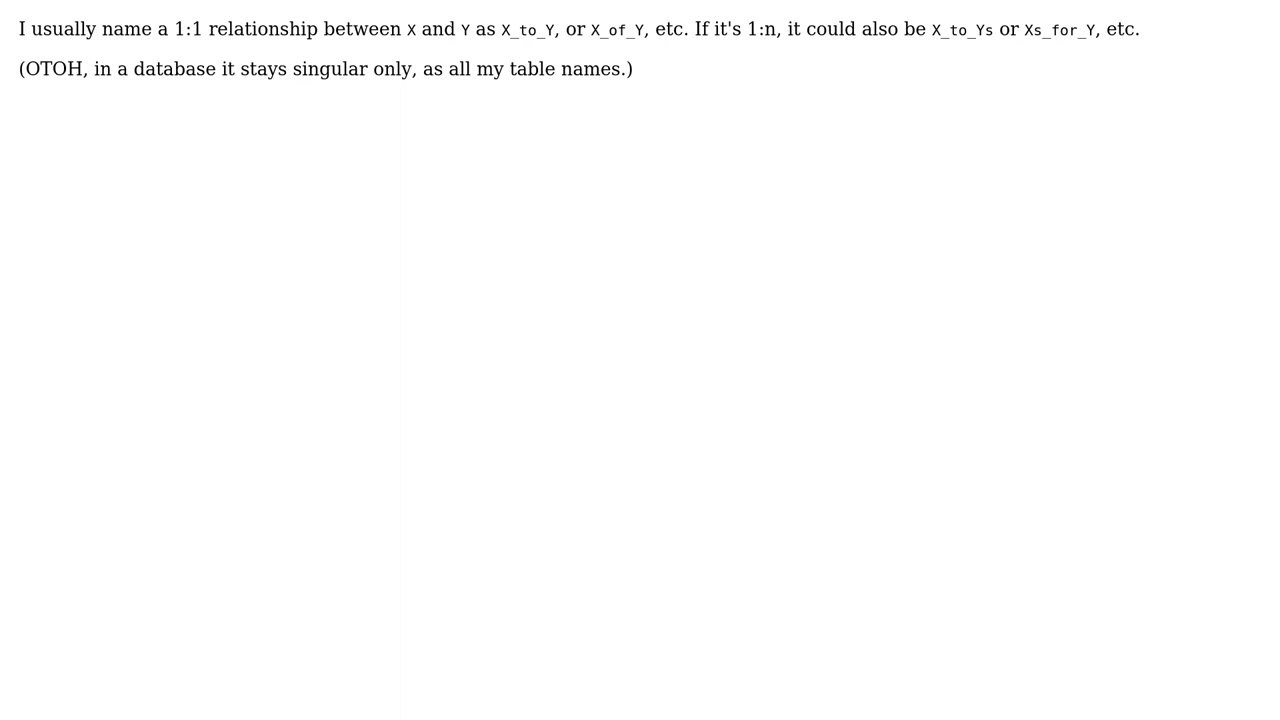 I usually name a 1:1 relationship between X and Y as X_to_Y, or X_of_Y, etc. If it's 1:n, it could also be X_to_Ys or Xs_for_Y, etc.
(OTOH, in a database it stays singular only, as all my table names.)